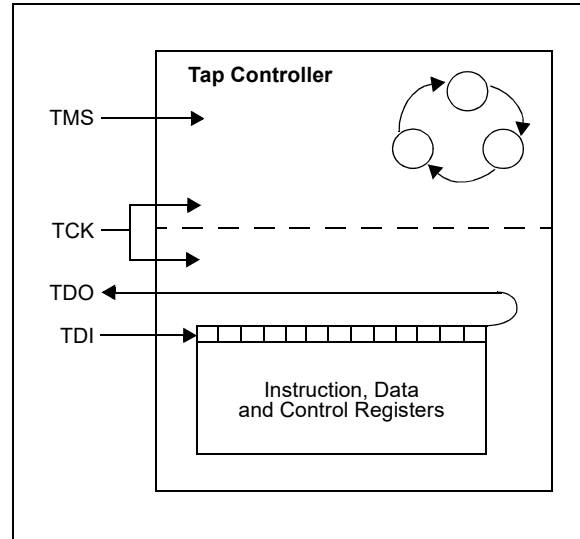 Tap Controller
TMS
TCK
TDO
TDI
Instruction, Data
and Control Registers